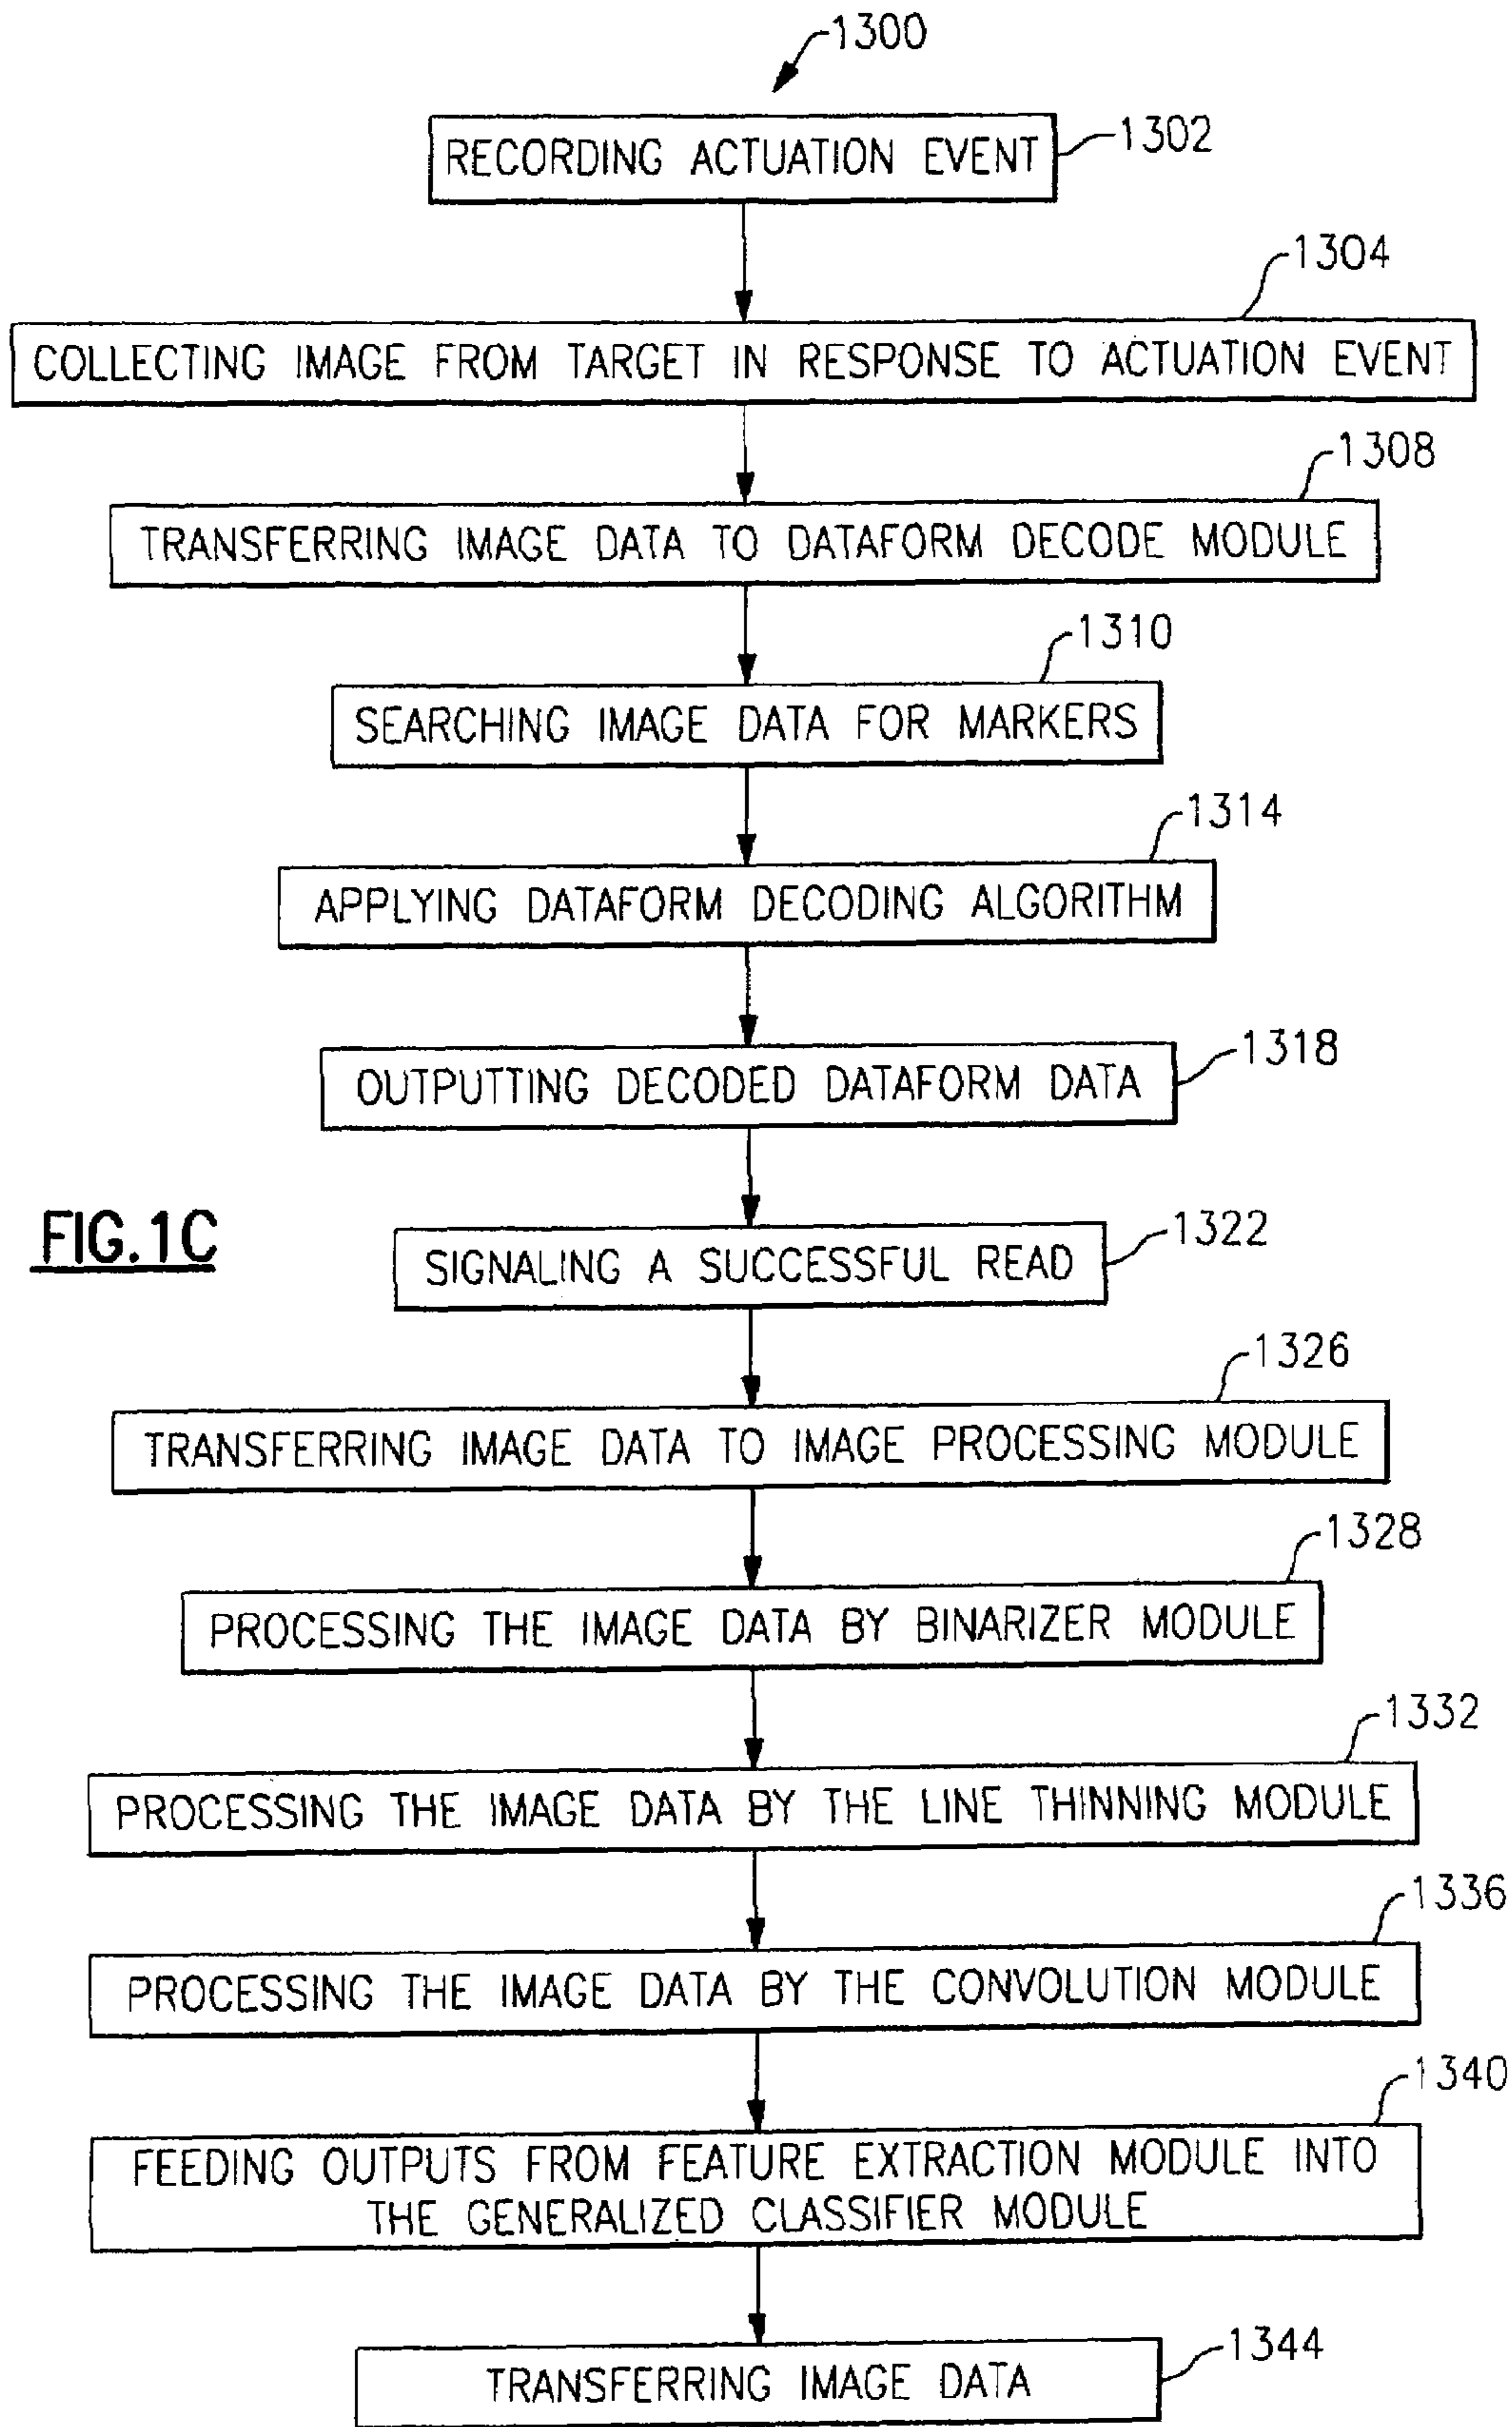 1300
RECORDING ACTUATION EVENT
1302
1304
COLLECTING IMAGE FROM TARGET IN RESPONSE TO ACTUATION EVENT
1308
TRANSFERRING IMAGE DATA TO DATAFORM DECODE MODULE
1310
SEARCHING IMAGE DATA FOR MARKERS
1314
APPLYING DATAFORM DECODING ALGORITHM
1318
OUTPUTTING DECODED DATAFORM DATA
FIG.1C
1322
SIGNALING A SUCCESSFUL READ
1326
TRANSFERRING IMAGE DATA TO IMAGE PROCESSING MODULE
1328
PROCESSING THE IMAGE DATA BY BINARIZER MODULE
1332
PROCESSING THE IMAGE DATA BY THE LINE THINNING MODULE
1336
PROCESSING THE IMAGE DATA BY THE CONVOLUTION MODULE
1340
FEEDING OUTPUTS FROM FEATURE EXTRACTION MODULE INTO
THE GENERALIZED CLASSIFIER MODULE
1344
TRANSFERRING IMAGE DATA